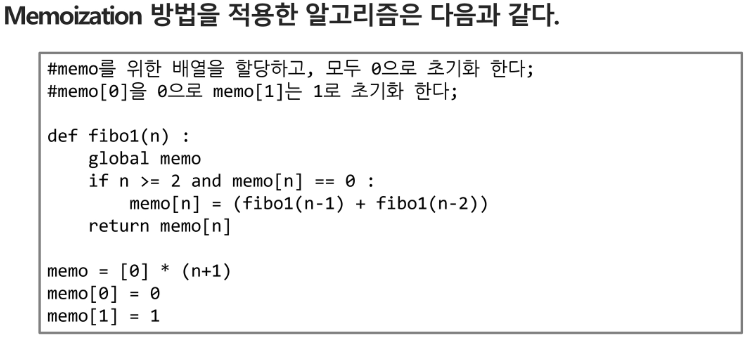 Memoization 방법을 적용한 알고리즘은 다음과 같다.
#memo를 위한 배열을 할당하고, 모두 0으로 초기화 한다;
#memo[0]을 0으로 memo[1]는 1로 초기화 한다;
def fibo1(n) :
    global memo
    if n >= 2 and memo[n] == 0 :
        memo[n] = (fibo1(n-1) + fibo1(n-2))
    return memo[n]
memo = [0] * (n+1)
memo[0] = 0
memo[1] = 1